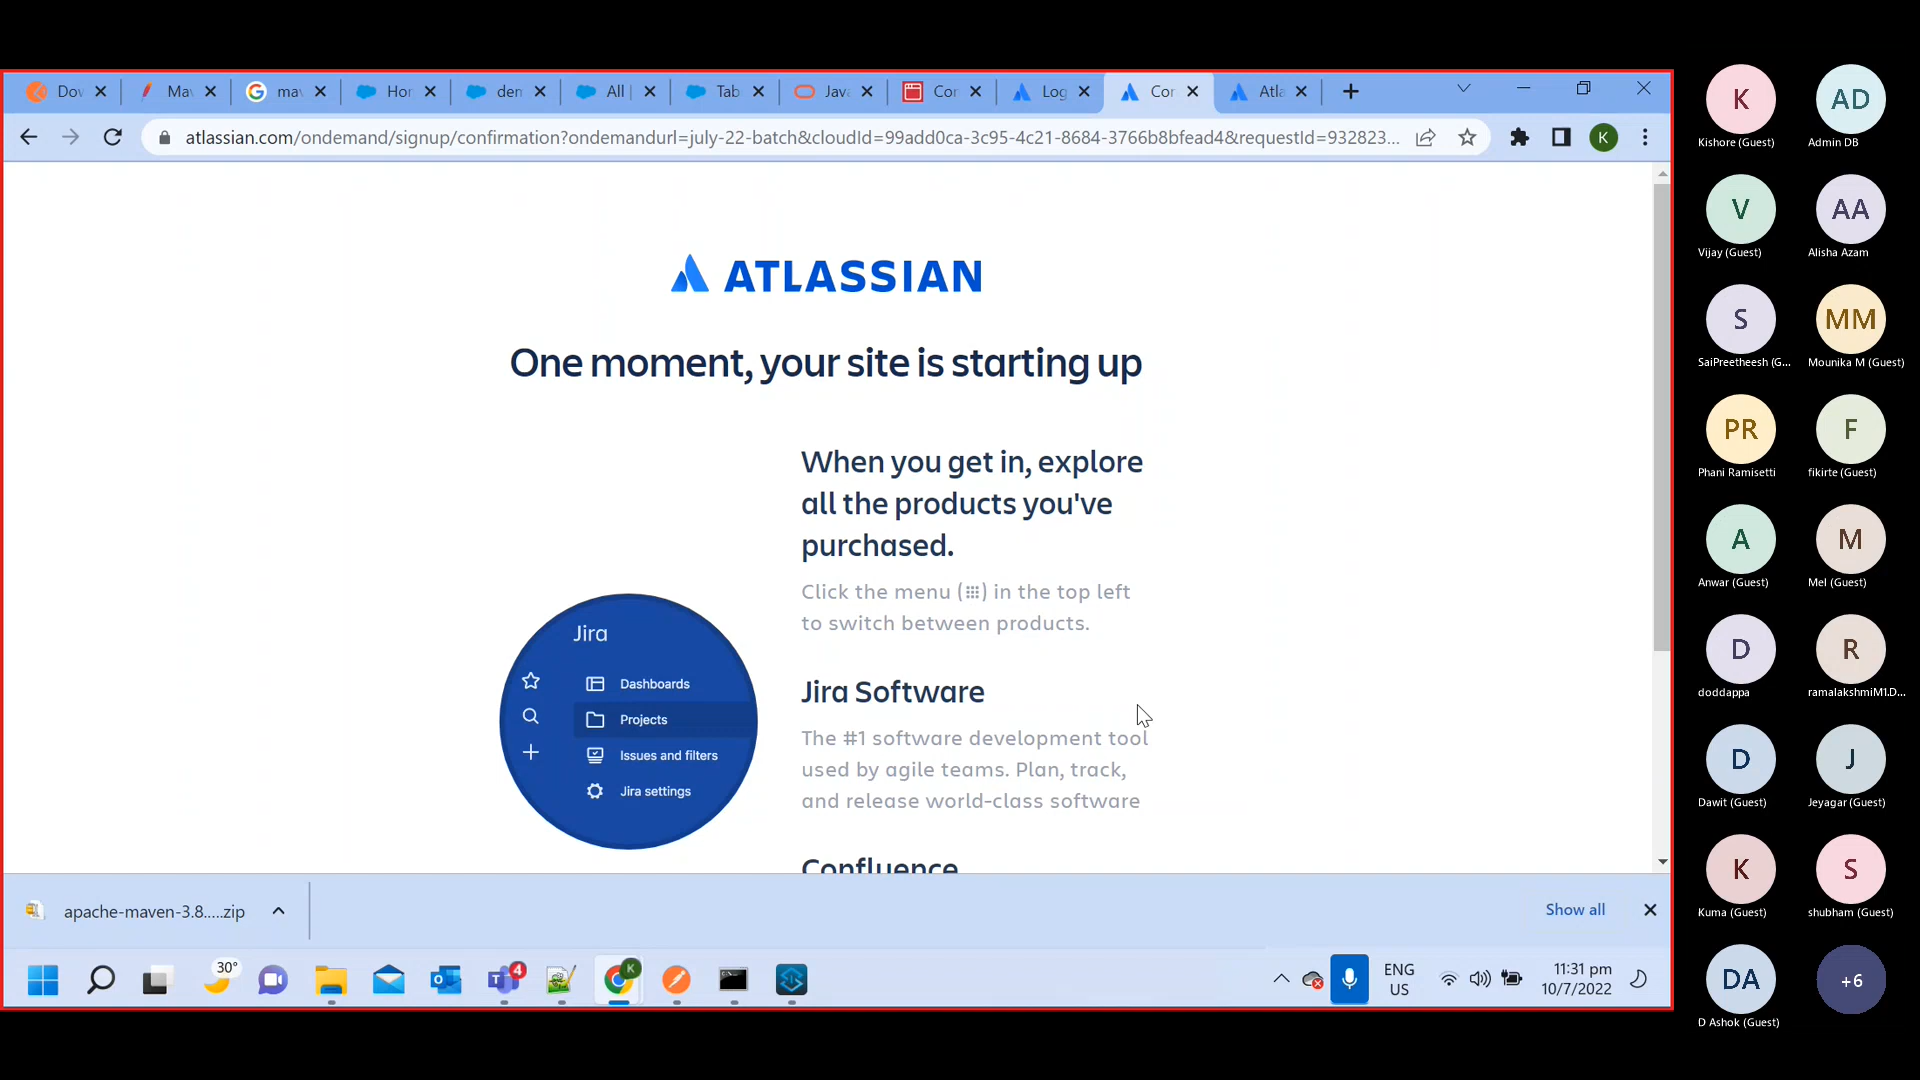 Dov
Ma
mav
Hor
den
All
Tab
Java
Cor
Log
Cor
Atla
atlassian.com/ondemand/signup/confirmation?ondemandurl=july-22-batch&cloudId=99add0ca-3c95-4c21-8684-3766b8bfead4&requestId=932823...
K
ATLASSIAN
One moment, your site is starting up
When you get in, explore
all the products you've
purchased.
Click the menu ( ) in the top left
to switch between products.
Jira
Dashboards
Projects
Issues and filters
Jira settings
Jira Software
The #1 software development tool
used by agile teams. Plan, track,
and release world-class software
Confluence
apache-maven-3.8.....zip
Show all
30°
4
K
ENG
US
11:31 pm
10/7/2022
K
Kishore (Guest)
AD
Admin DB
V
Vijay (Guest)
AA
Alisha Azam
S
SaiPreetheesh (G...
MM
Mounika M (Guest)
PR
Phani Ramisetti
F
fikirte (Guest)
A
Anwar (Guest)
M
Mel (Guest)
D
doddappa
R
ramalakshmiM1.D...
D
Dawit (Guest)
J
Jeyagar (Guest)
K
Kuma (Guest)
S
shubham (Guest)
DA
D Ashok (Guest)
+6